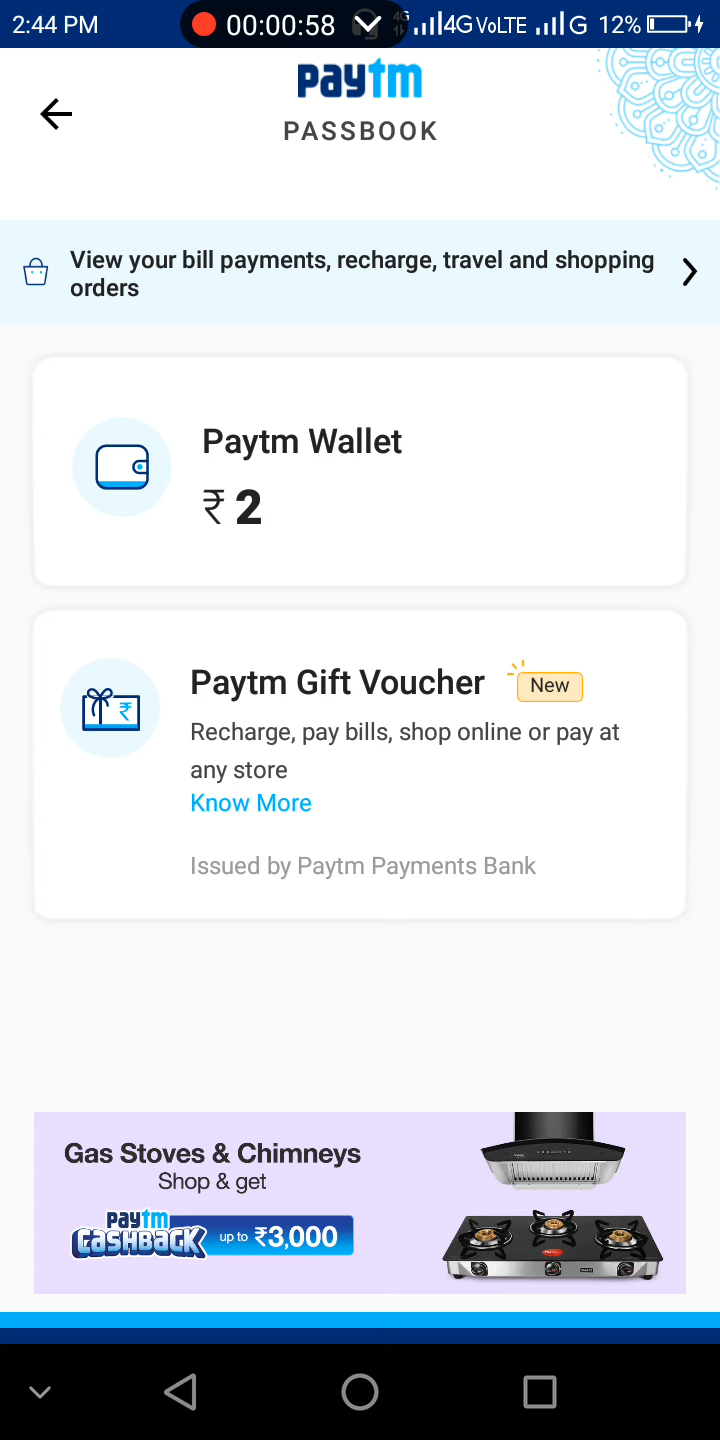 2:44 PM 00:00:58 4G 4G VoLTE G 12%
paytm
PASSBOOK
View your bill payments, recharge, travel and shopping
orders
Paytm Wallet
₹ 2
Paytm Gift Voucher New
₹
Recharge, pay bills, shop online or pay at
any store
Know More
Issued by Paytm Payments Bank
Gas Stoves & Chimneys
Shop & get
paytm
CASHBACK up to ₹3,000